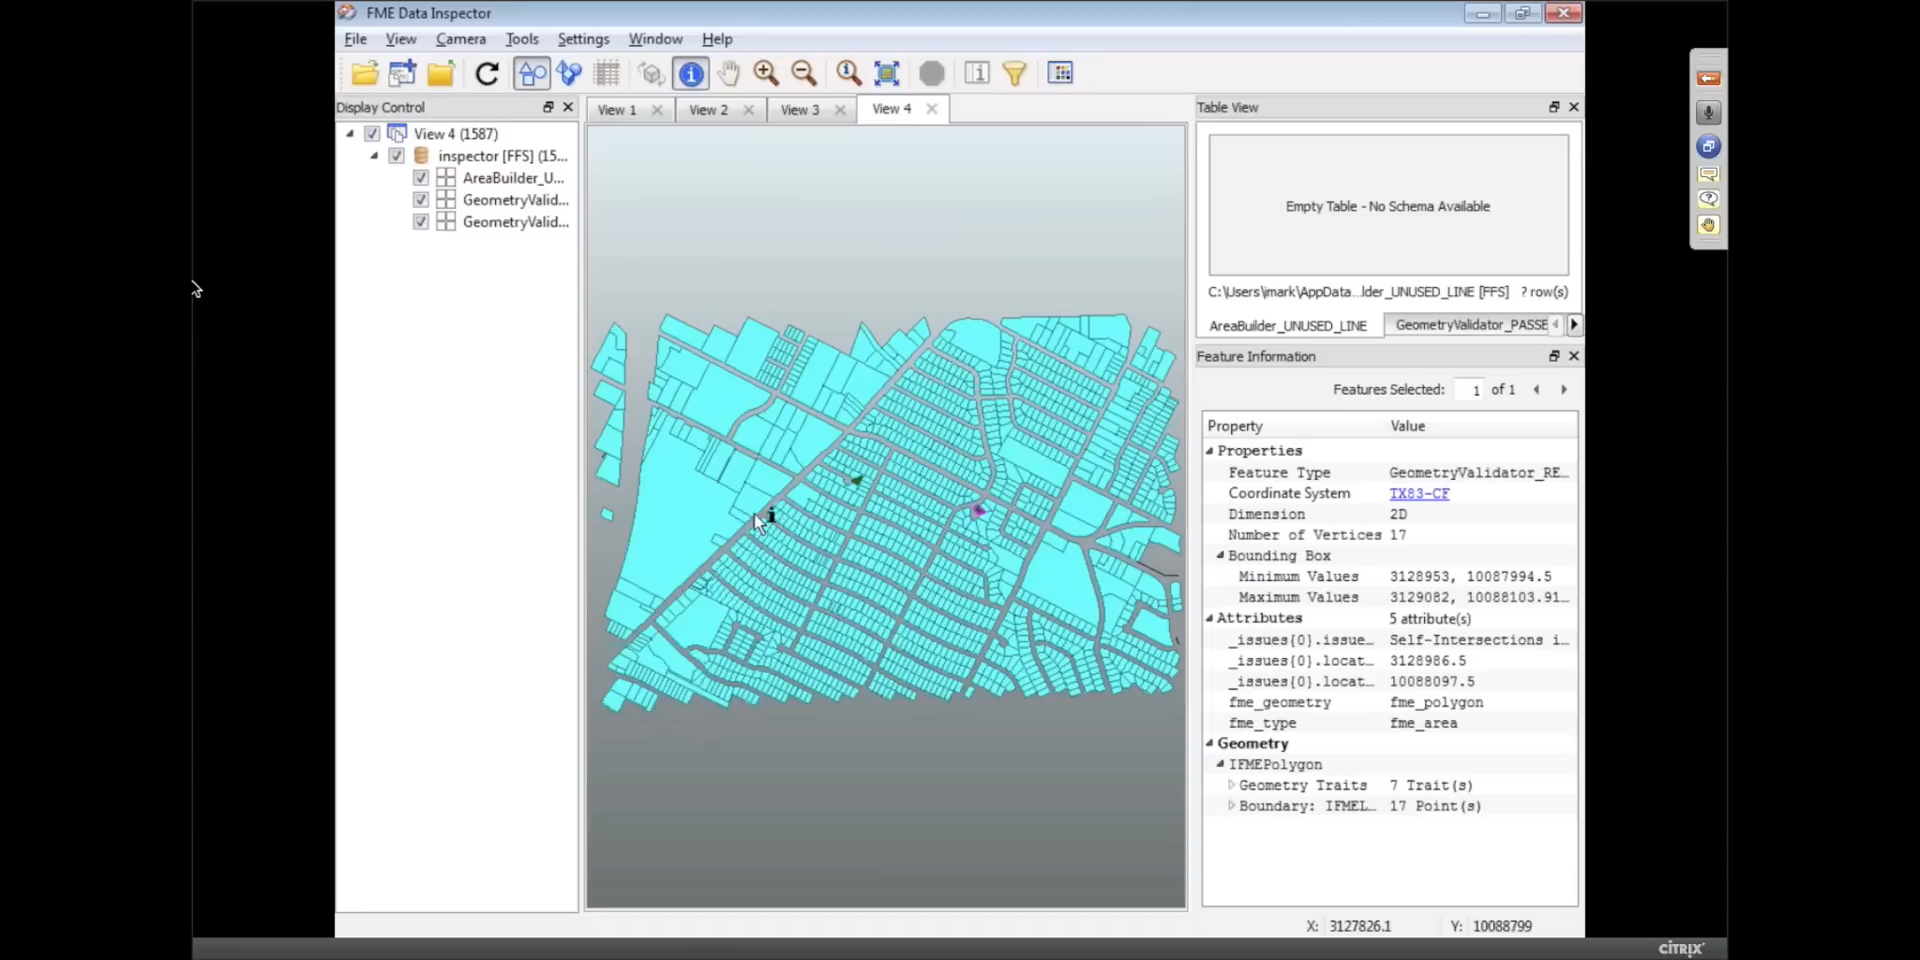 FME Data Inspector
File View Camera Tools Settings Window Help
Display Control
View 4 (1587)
inspector [FFS] (15...
AreaBuilder_U...
GeometryValid...
GeometryValid...
View 1 View 2 View 3 View 4
Table View
Empty Table - No Schema Available
C:\Users\mark\AppData...lder_UNUSED_LINE [FFS] ? row(s)
AreaBuilder_UNUSED_LINE GeometryValidator_PASSE
Feature Information
Features Selected: 1 of 1
Property Value
Properties
Feature Type GeometryValidator_RE...
Coordinate System TX83-CF
Dimension 2D
Number of Vertices 17
Bounding Box
Minimum Values 3128953, 10087994.5
Maximum Values 3129082, 10088103.91...
Attributes 5 attribute(s)
_issues{0}.issue... Self-Intersections i...
_issues{0}.locat... 3128986.5
_issues{0}.locat... 10088097.5
fme_geometry fme_polygon
fme_type fme_area
Geometry
IFMEPolygon
Geometry Traits 7 Trait(s)
Boundary: IFMEL... 17 Point(s)
X: 3127826.1 Y: 10088799
CITRIX